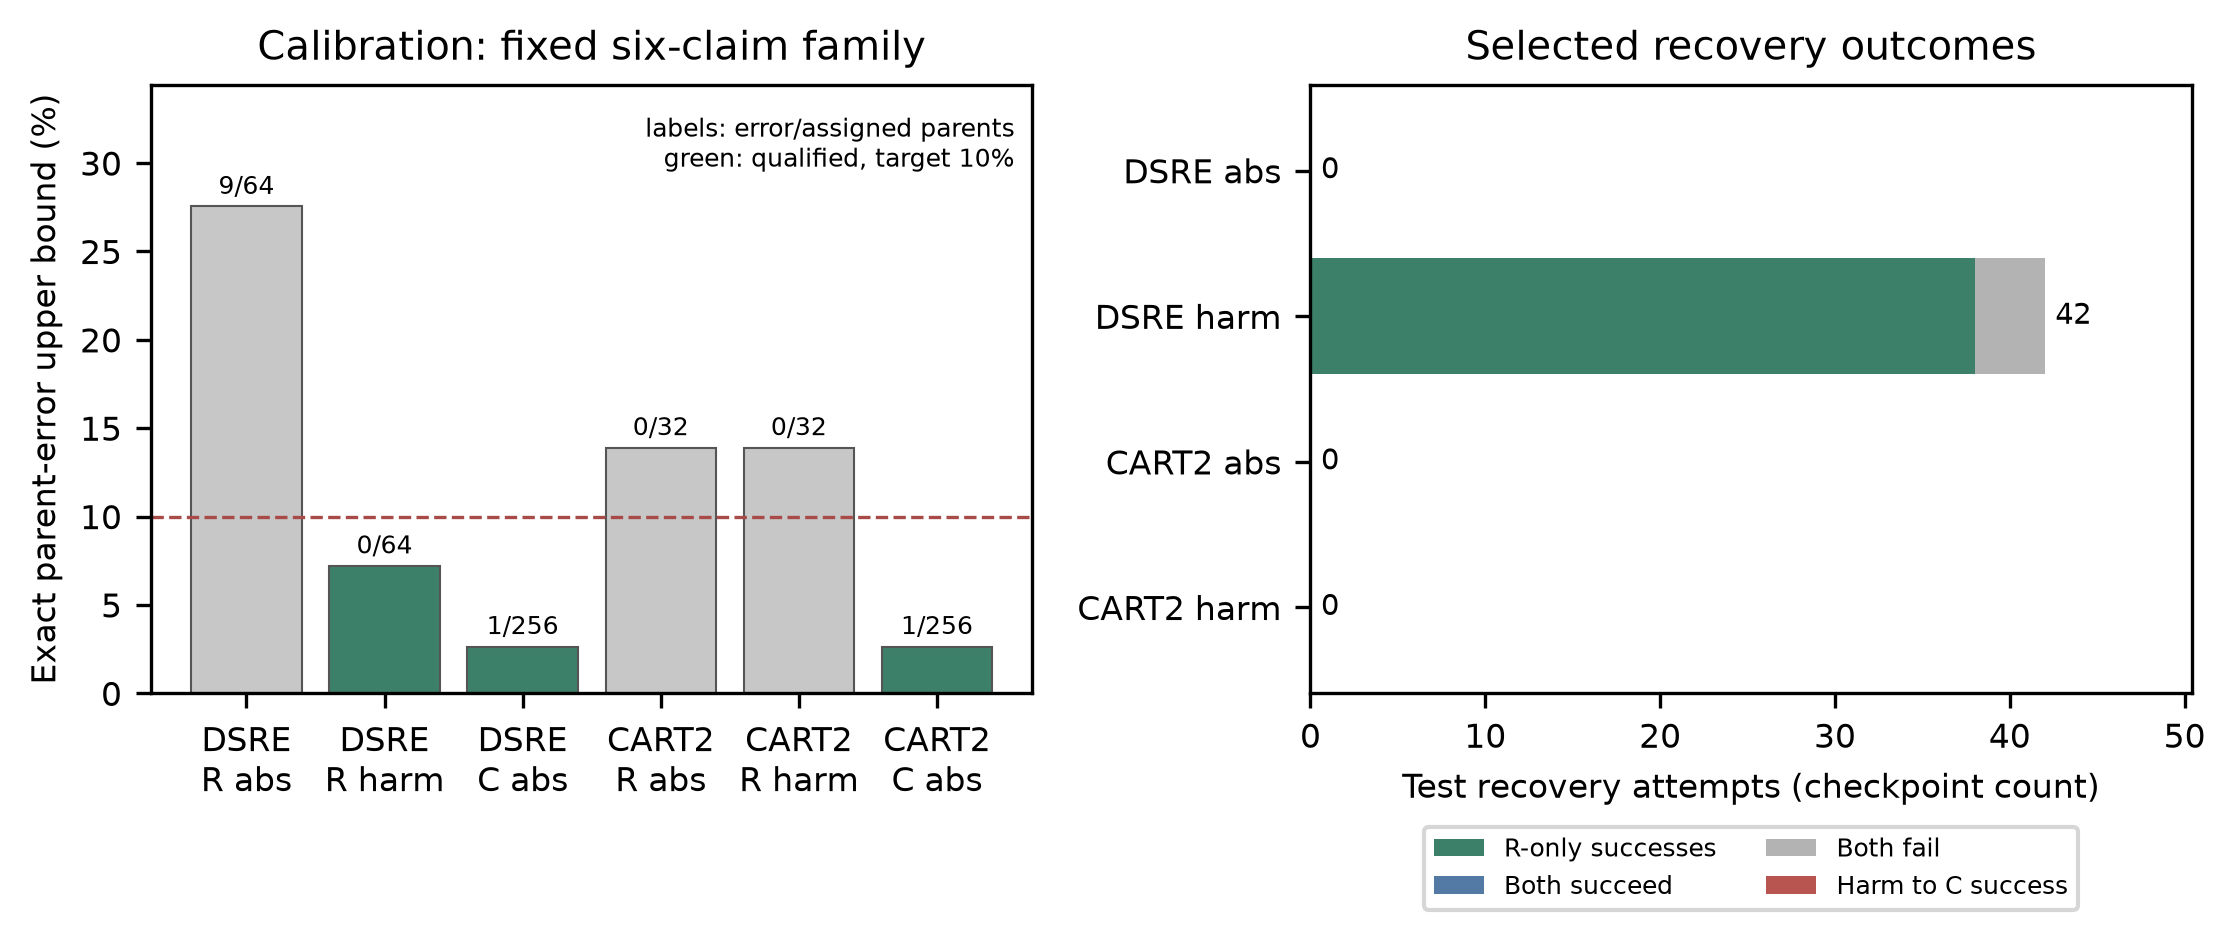 Calibration: fixed six-claim family
Exact parent-error upper bound (%)
30
25
20
15
10
5
0
labels: error/assigned parents
green: qualified, target 10%
9/64
0/64
1/256
0/32
0/32
1/256
DSRE
R abs
DSRE
R harm
DSRE
C abs
CART2
R abs
CART2
R harm
CART2
C abs
Selected recovery outcomes
DSRE abs
0
DSRE harm
42
CART2 abs
0
CART2 harm
0
0
10
20
30
40
50
Test recovery attempts (checkpoint count)
R-only successes
Both succeed
Both fail
Harm to C success